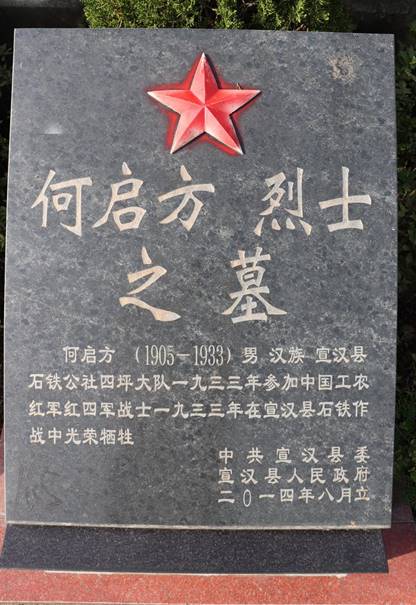 何启方 烈士
之墓
何启方 (1905-1933) 男 汉族 宣汉县
石铁公社四坪大队一九三三年参加中国工农
红军红四军战士一九三三年在宣汉县石铁作
战中光荣牺牲
中共宣汉县委
宣汉县人民政府
二0一四年八月立